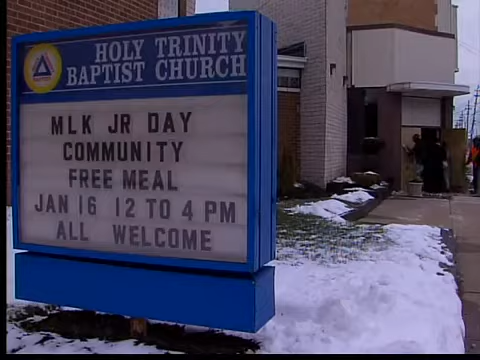 HOLY TRINITY
BAPTIST CHURCH
MLK JR DAY
COMMUNITY
FREE MEAL
JAN 16 12 TO 4 PM
ALL WELCOME